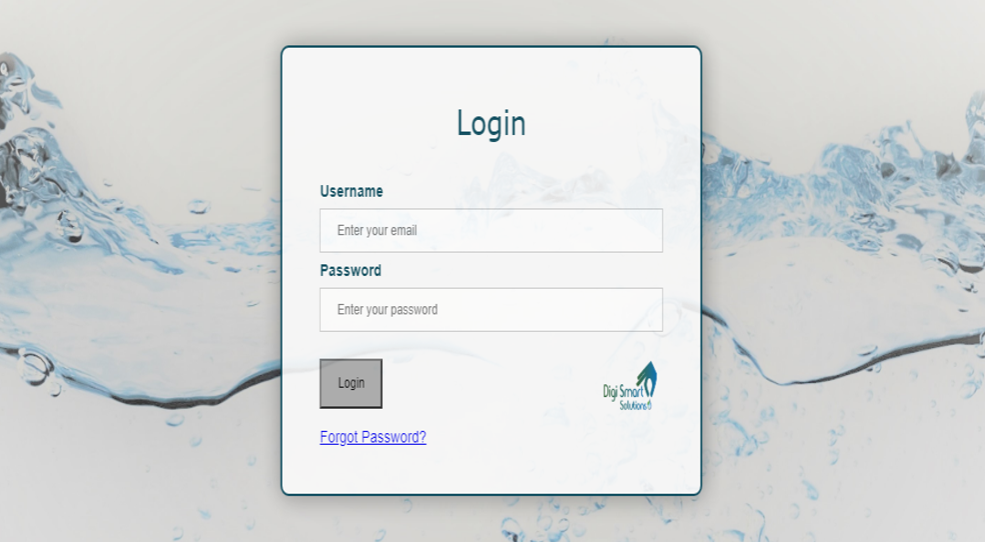 Login
Username
Enter your email
Password
Enter your password
Login
Digi Smart
Solutions
Forgot Password?